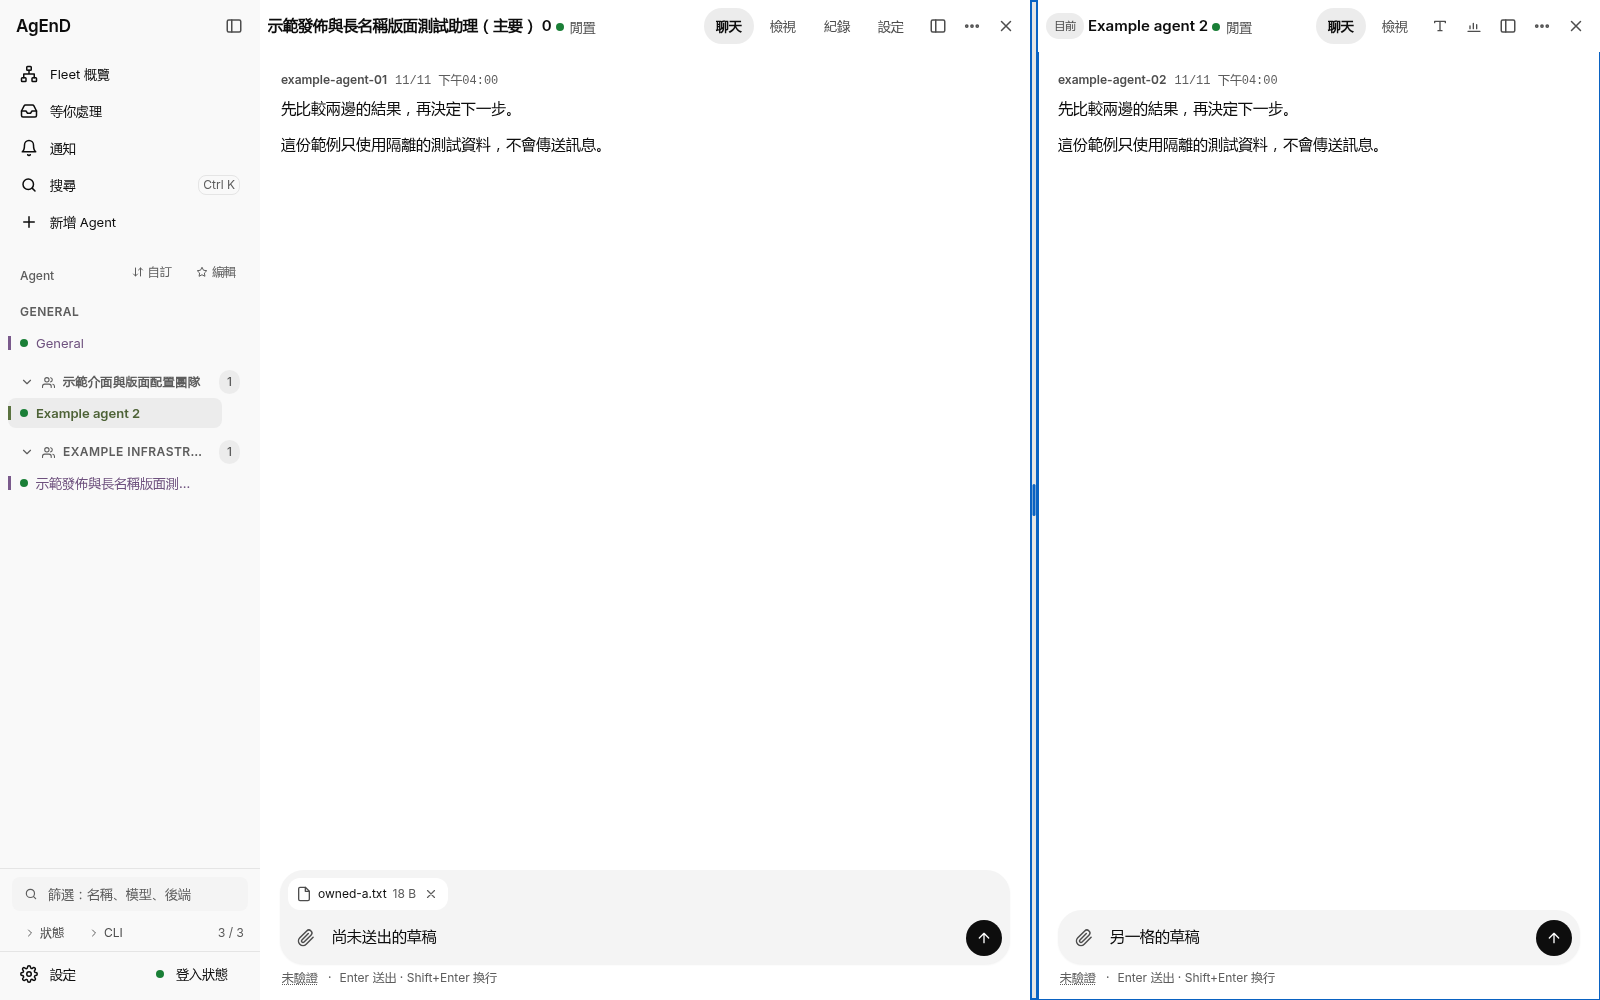 AgEnD
Fleet 概覽
等你處理
通知
搜尋 Ctrl K
新增 Agent
Agent 自訂 編輯
GENERAL
General
示範介面與版面配置團隊 1
Example agent 2
EXAMPLE INFRASTR... 1
示範發佈與長名稱版面測...
篩選：名稱、模型、後端
狀態 CLI 3 / 3
設定 登入狀態
示範發佈與長名稱版面測試助理（主要）0 閒置 聊天 檢視 紀錄 設定
example-agent-01 11/11 下午04:00
先比較兩邊的結果，再決定下一步。
這份範例只使用隔離的測試資料，不會傳送訊息。
owned-a.txt 18 B
尚未送出的草稿
未驗證 · Enter 送出 · Shift+Enter 換行
目前 Example agent 2 閒置 聊天 檢視
example-agent-02 11/11 下午04:00
先比較兩邊的結果，再決定下一步。
這份範例只使用隔離的測試資料，不會傳送訊息。
另一格的草稿
未驗證 · Enter 送出 · Shift+Enter 換行